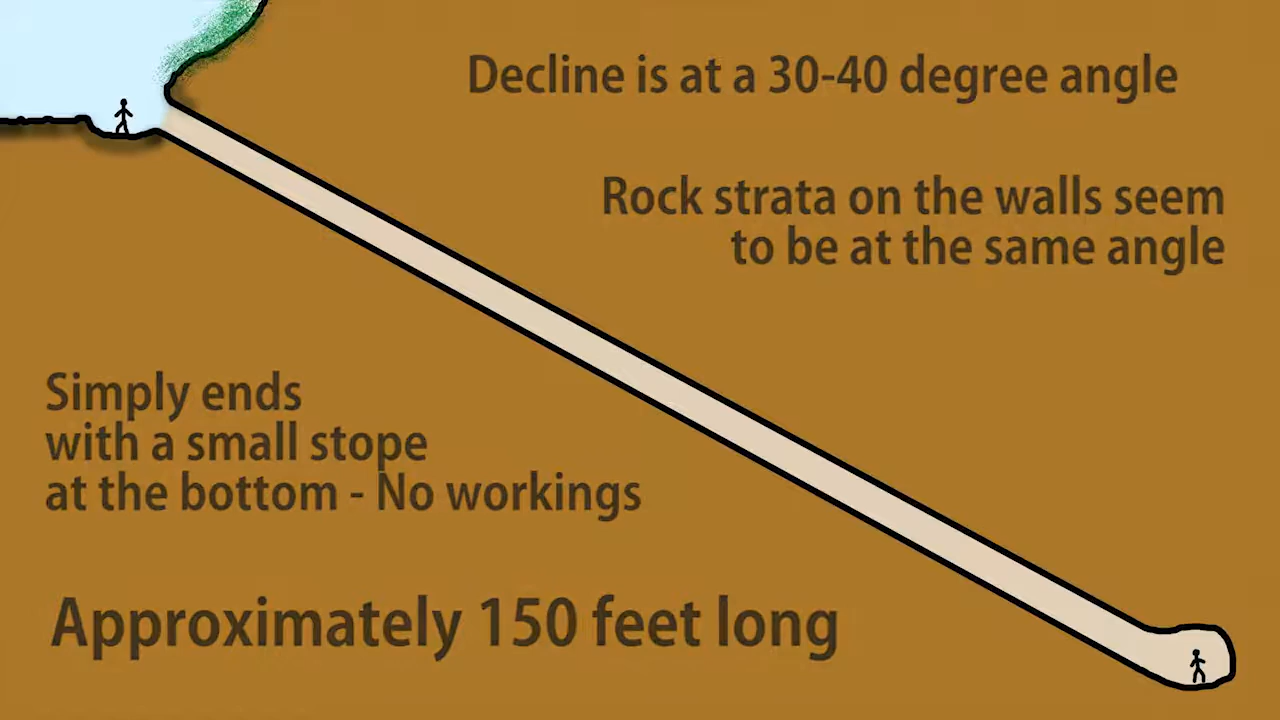 Decline is at a 30-40 degree angle
Rock strata on the walls seem
to be at the same angle
Simply ends
with a small stope
at the bottom - No workings
Approximately 150 feet long